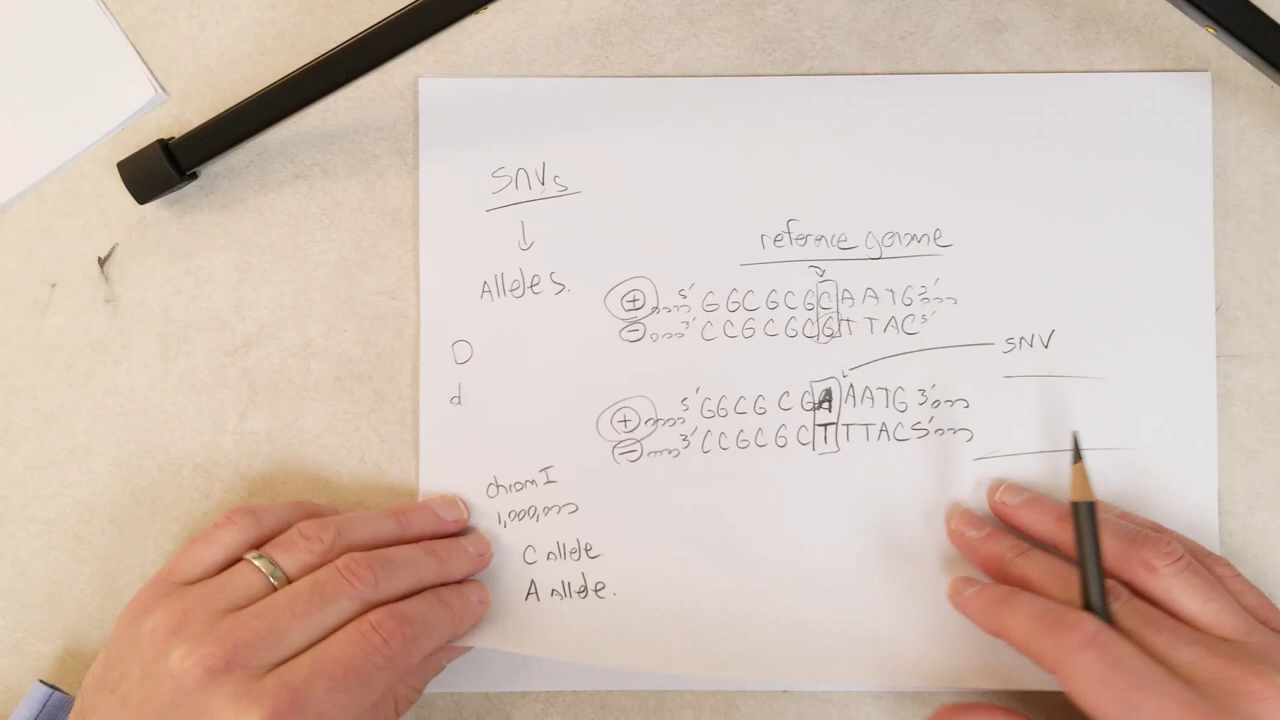 SNVs
↓
Alleles.
reference genome
+ 5' GGCGCGCAATG 3'
− 3' CCGCGCGTTAC 5'
SNV
+ 5' GGCGCGAAATG 3'
− 3' CCGCGCTTTAC 5'
D
d
chrom I
1,000,000
C allele
A allele.